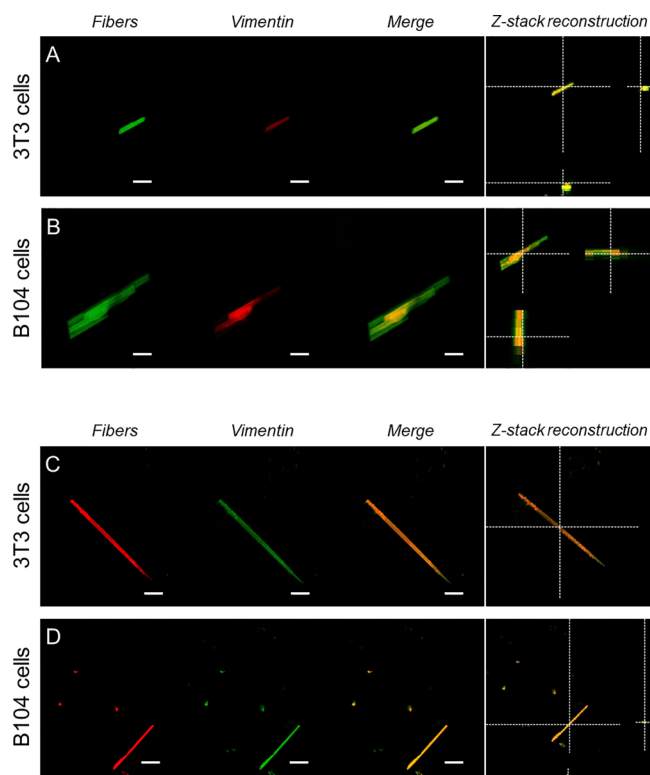 Fibers Vimentin Merge Z-stack reconstruction
3T3 cells
A
B104 cells
B
Fibers Vimentin Merge Z-stack reconstruction
3T3 cells
C
B104 cells
D